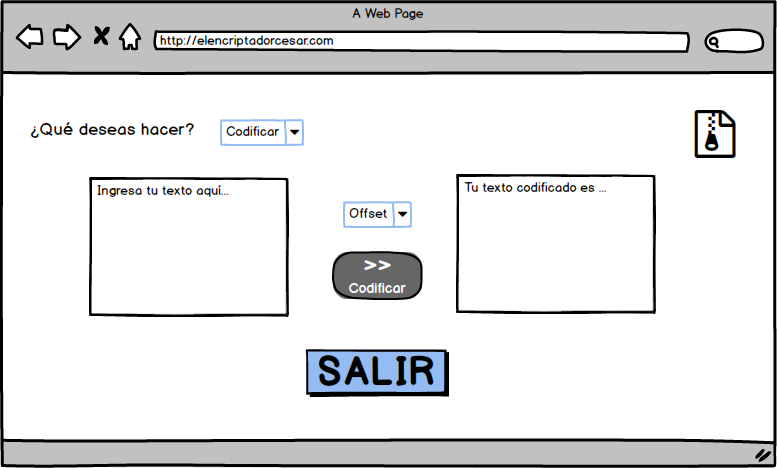 A Web Page
http://elencriptadorcesar.com
¿Qué deseas hacer?
Codificar
Ingresa tu texto aquí...
Offset
>>
Codificar
Tu texto codificado es ...
SALIR